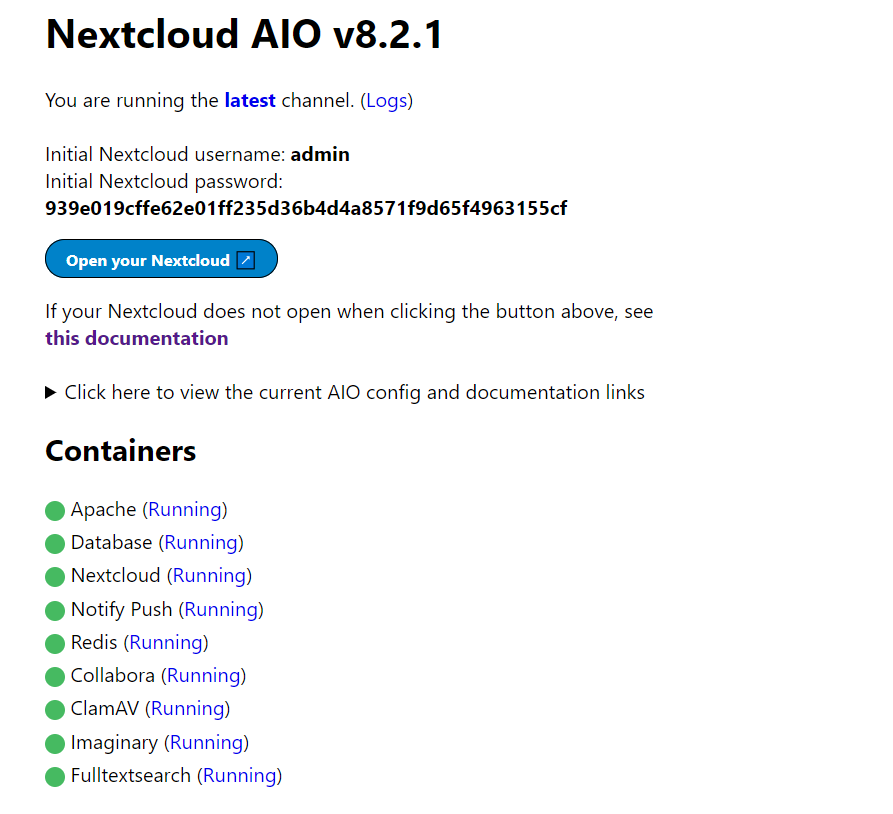 Nextcloud AIO v8.2.1
You are running the latest channel. (Logs)
Initial Nextcloud username: admin
Initial Nextcloud password:
939e019cffe62e01ff235d36b4d4a8571f9d65f4963155cf
Open your Nextcloud
If your Nextcloud does not open when clicking the button above, see
this documentation
Click here to view the current AIO config and documentation links
Containers
Apache (Running)
Database (Running)
Nextcloud (Running)
Notify Push (Running)
Redis (Running)
Collabora (Running)
ClamAV (Running)
Imaginary (Running)
Fulltextsearch (Running)